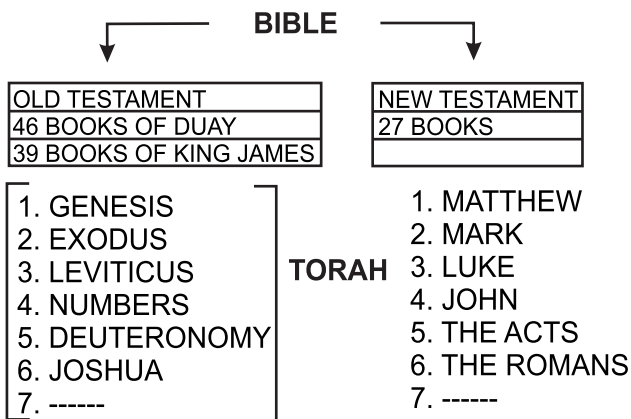 BIBLE
OLD TESTAMENT
46 BOOKS OF DUAY
39 BOOKS OF KING JAMES
NEW TESTAMENT
27 BOOKS
1. GENESIS
2. EXODUS
3. LEVITICUS
4. NUMBERS
5. DEUTERONOMY
6. JOSHUA
7. ------
TORAH
1. MATTHEW
2. MARK
3. LUKE
4. JOHN
5. THE ACTS
6. THE ROMANS
7. ------